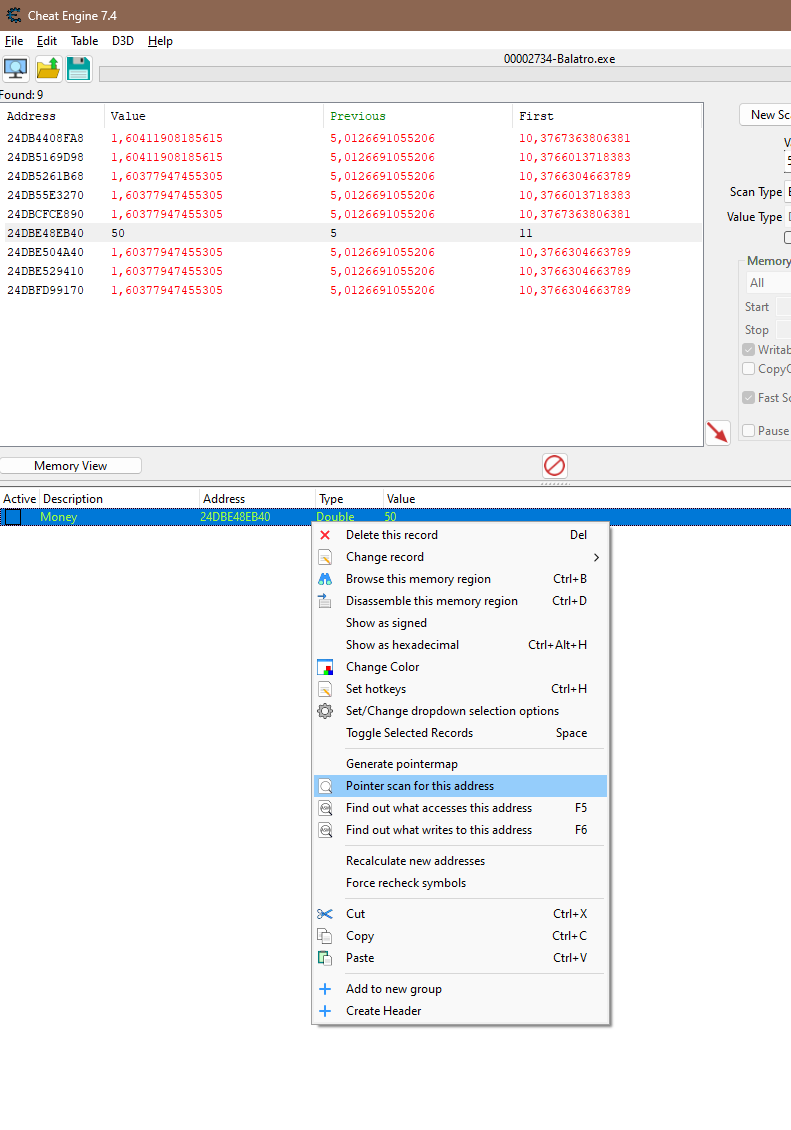 Cheat Engine 7.4
File Edit Table D3D Help
00002734-Balatro.exe
Found: 9
Address Value Previous First
24DB4408FA8 1,60411908185615 5,0126691055206 10,3767363806381
24DB5169D98 1,60411908185615 5,0126691055206 10,3766013718383
24DB5261B68 1,60377947455305 5,0126691055206 10,3766304663789
24DB55E3270 1,60377947455305 5,0126691055206 10,3766013718383
24DBCFCE890 1,60377947455305 5,0126691055206 10,3767363806381
24DBE48EB40 50 5 11
24DBE504A40 1,60377947455305 5,0126691055206 10,3766304663789
24DBE529410 1,60377947455305 5,0126691055206 10,3766304663789
24DBFD99170 1,60377947455305 5,0126691055206 10,3766304663789
New Sc
V
5
Scan Type
Value Type
Memory
All
Start
Stop
Writab
CopyO
Fast Sc
Pause
Memory View
Active Description Address Type Value
Money 24DBE48EB40 Double 50
Delete this record Del
Change record
Browse this memory region Ctrl+B
Disassemble this memory region Ctrl+D
Show as signed
Show as hexadecimal Ctrl+Alt+H
Change Color
Set hotkeys Ctrl+H
Set/Change dropdown selection options
Toggle Selected Records Space
Generate pointermap
Pointer scan for this address
Find out what accesses this address F5
Find out what writes to this address F6
Recalculate new addresses
Force recheck symbols
Cut Ctrl+X
Copy Ctrl+C
Paste Ctrl+V
Add to new group
Create Header